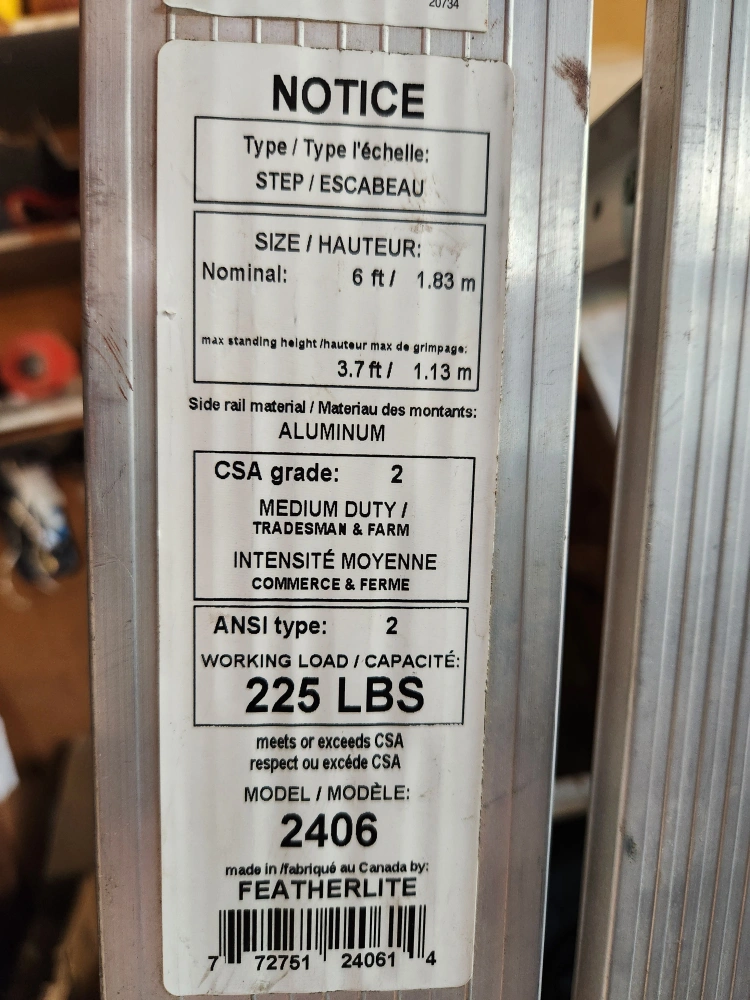 20734
NOTICE
Type / Type l'échelle:
STEP / ESCABEAU
SIZE / HAUTEUR:
Nominal: 6 ft / 1.83 m
max standing height /hauteur max de grimpage:
3.7 ft / 1.13 m
Side rail material / Materiau des montants:
ALUMINUM
CSA grade: 2
MEDIUM DUTY /
TRADESMAN & FARM
INTENSITÉ MOYENNE
COMMERCE & FERME
ANSI type: 2
WORKING LOAD / CAPACITÉ:
225 LBS
meets or exceeds CSA
respect ou excéde CSA
MODEL / MODÈLE:
2406
made in /fabriqué au Canada by:
FEATHERLITE
7 72751 24061 4